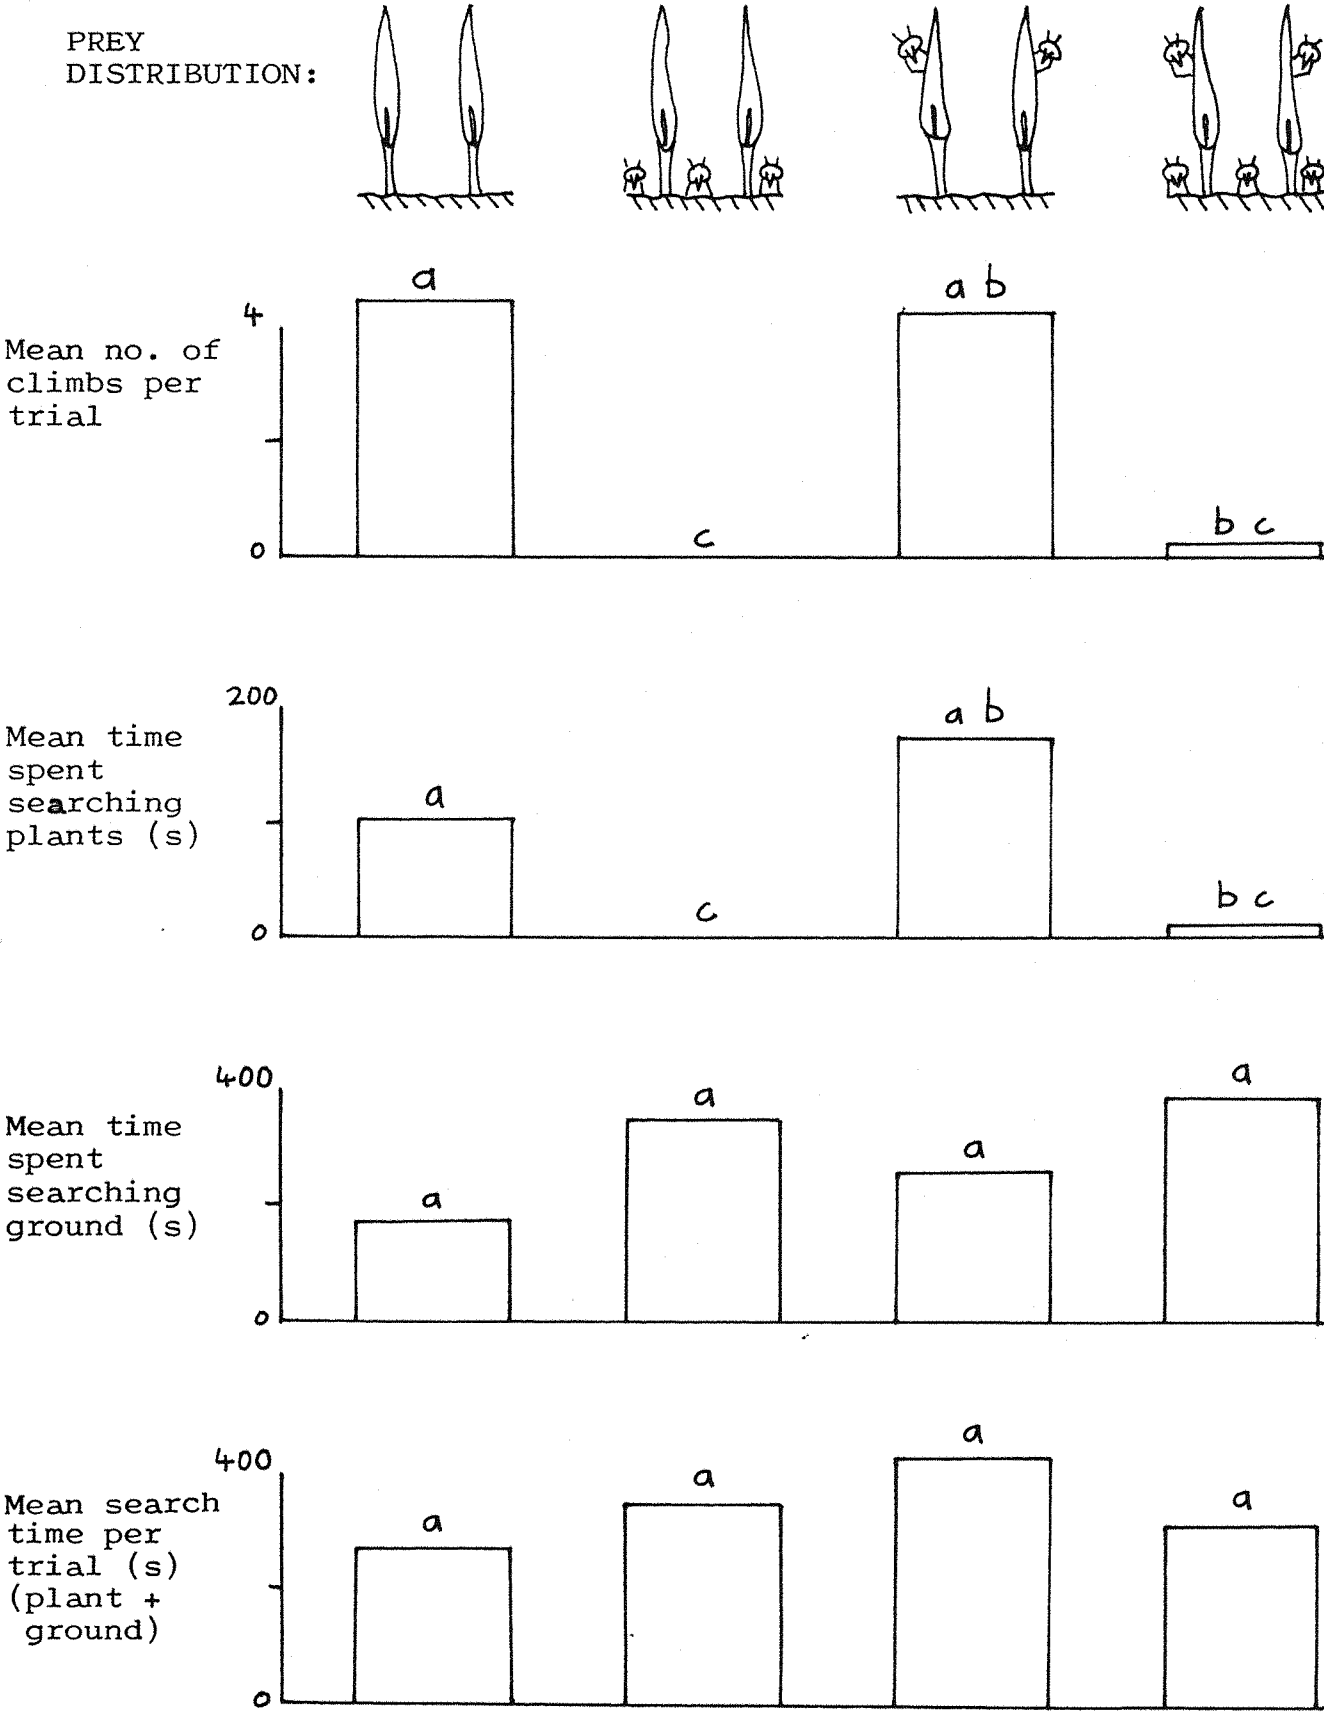 PREY
DISTRIBUTION:
a
a b
4
Mean no. of
climbs per
trial
b c
c
0
200
a b
Mean time
spent
searching
plants (s)
a
b c
c
0
400
a
a
Mean time
spent
searching
ground (s)
a
a
0
400
a
a
a
a
Mean search
time per
trial (s)
(plant +
ground)
0